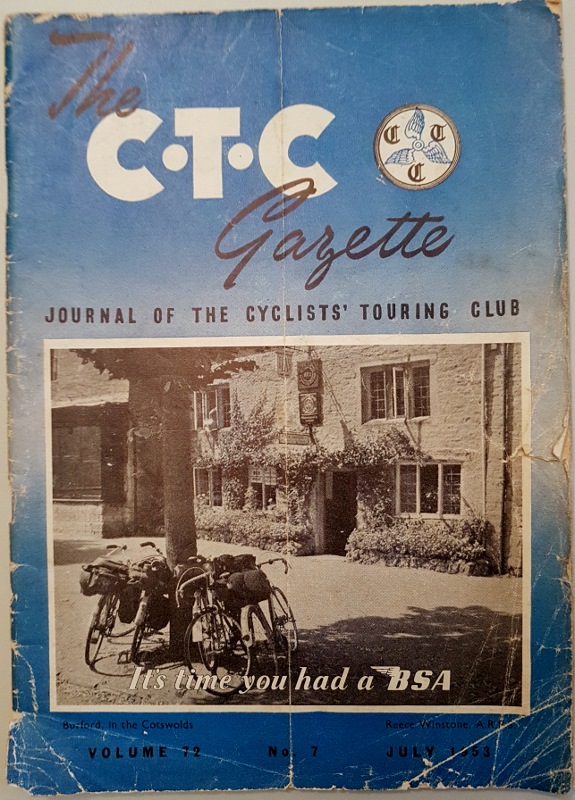 The
C·T·C
C T C
Gazette
JOURNAL OF THE CYCLISTS' TOURING CLUB
It's time you had a BSA
Burford, in the Cotswolds
Reece Winstone, A.R.P.S.
VOLUME 72 No. 7 JULY 1953